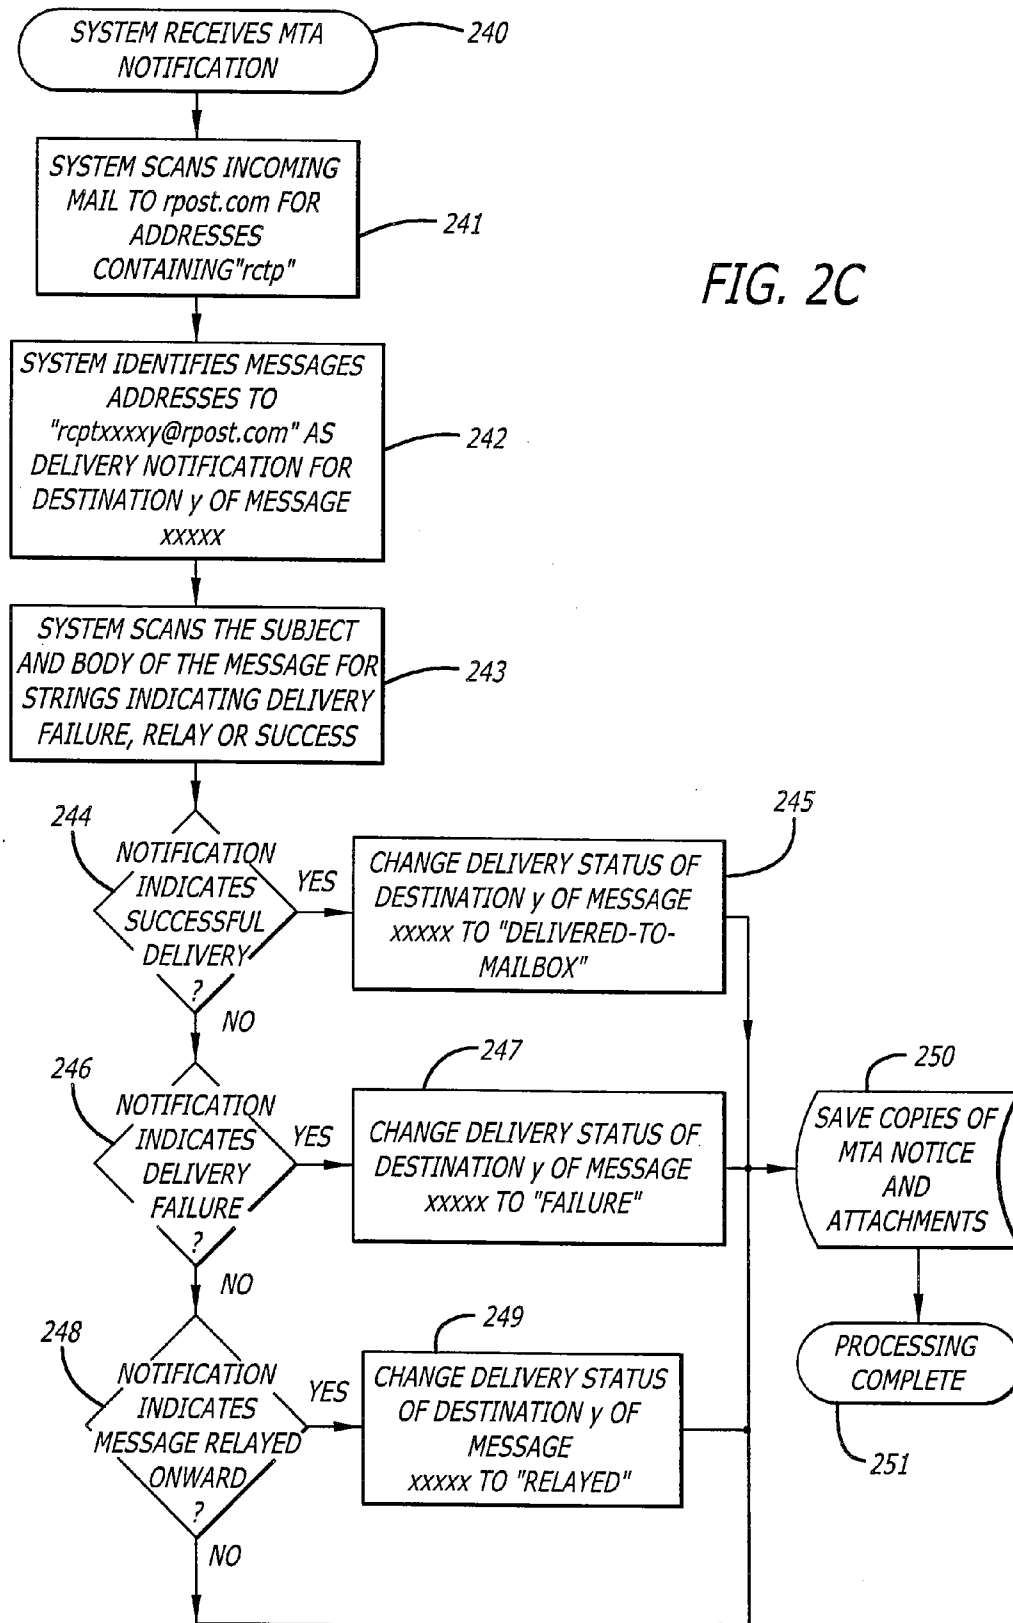 SYSTEM RECEIVES MTA
NOTIFICATION
240
SYSTEM SCANS INCOMING
MAIL TO rpost.com FOR
ADDRESSES
CONTAINING"rctp"
241
FIG. 2C
SYSTEM IDENTIFIES MESSAGES
ADDRESSES TO
"rcptxxxxy@rpost.com" AS
DELIVERY NOTIFICATION FOR
DESTINATION y OF MESSAGE
xxxxx
242
SYSTEM SCANS THE SUBJECT
AND BODY OF THE MESSAGE FOR
STRINGS INDICATING DELIVERY
FAILURE, RELAY OR SUCCESS
243
244
NOTIFICATION
INDICATES
SUCCESSFUL
DELIVERY
?
YES
NO
245
CHANGE DELIVERY STATUS OF
DESTINATION y OF MESSAGE
xxxxx TO "DELIVERED-TO-
MAILBOX"
246
NOTIFICATION
INDICATES
DELIVERY
FAILURE
?
YES
NO
247
CHANGE DELIVERY STATUS OF
DESTINATION y OF MESSAGE
xxxxx TO "FAILURE"
250
SAVE COPIES OF
MTA NOTICE
AND
ATTACHMENTS
248
NOTIFICATION
INDICATES
MESSAGE RELAYED
ONWARD
?
YES
NO
249
CHANGE DELIVERY STATUS
OF DESTINATION y OF
MESSAGE
xxxxx TO "RELAYED"
PROCESSING
COMPLETE
251